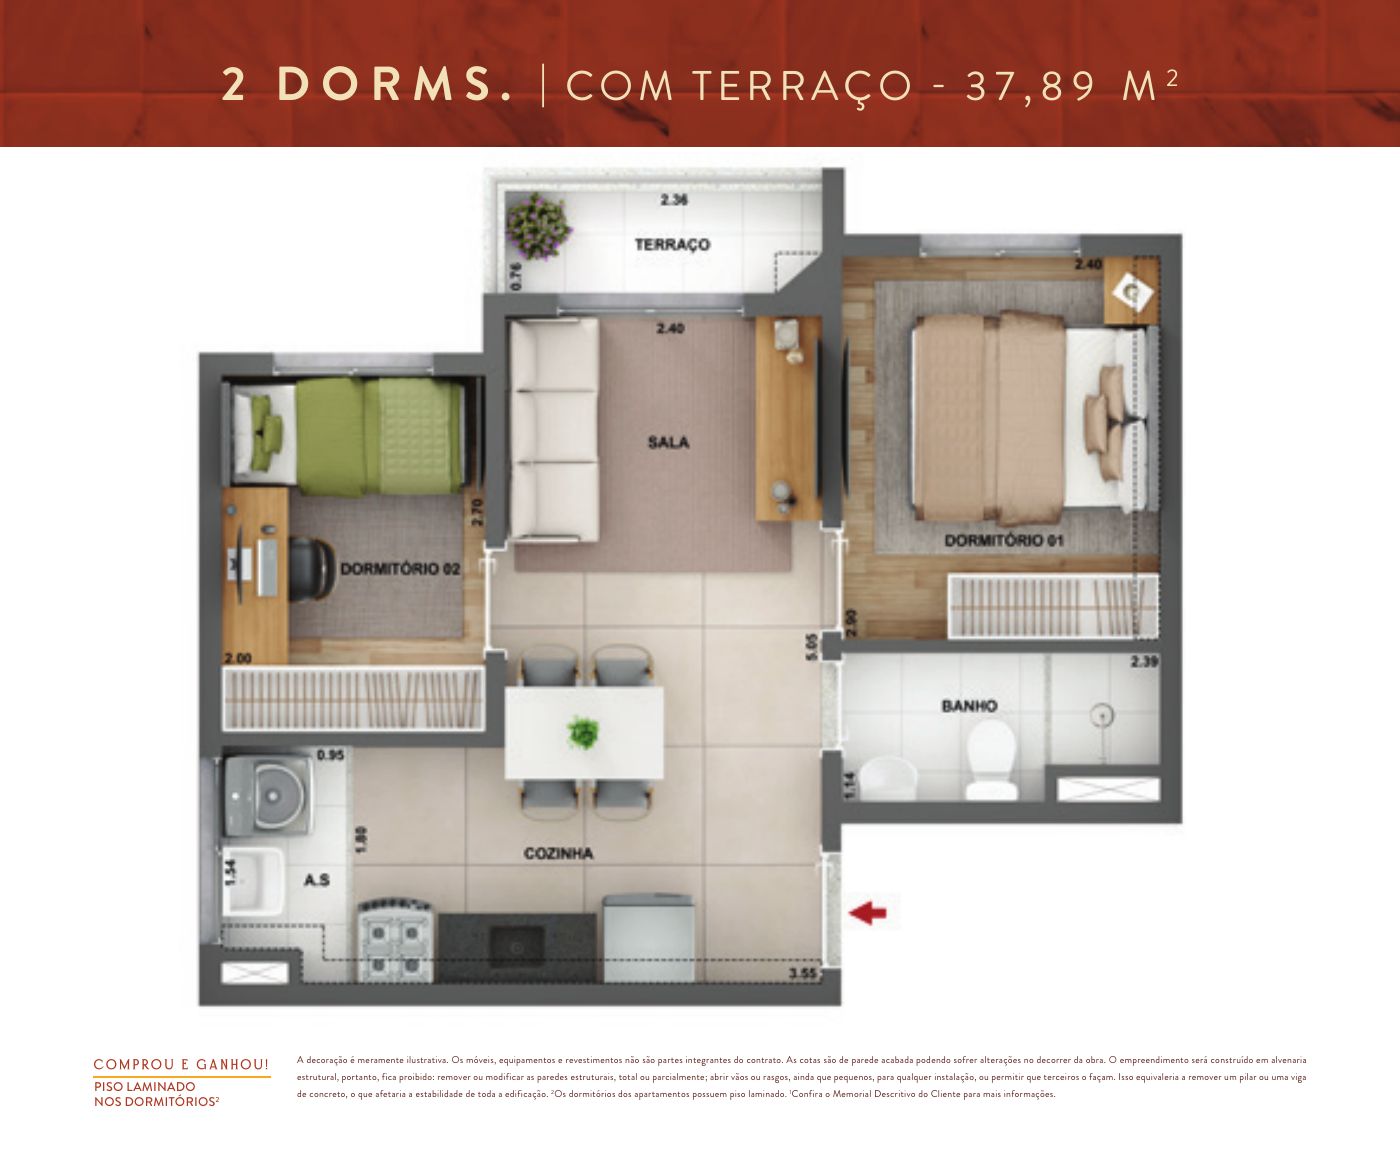 2 DORMS. | COM TERRAÇO - 37,89 M²
2.36
TERRAÇO
0.76
2.40
2.40
SALA
2.70
DORMITÓRIO 01
DORMITÓRIO 02
2.90
5.05
2.00
2.39
BANHO
0.95
1.14
1.80
COZINHA
1.54
A.S
3.55
COMPROU E GANHOU!
PISO LAMINADO
NOS DORMITÓRIOS²
A decoração é meramente ilustrativa. Os móveis, equipamentos e revestimentos não são partes integrantes do contrato. As cotas são de parede acabada podendo sofrer alterações no decorrer da obra. O empreendimento será construído em alvenaria
estrutural, portanto, fica proibido: remover ou modificar as paredes estruturais, total ou parcialmente; abrir vãos ou rasgos, ainda que pequenos, para qualquer instalação, ou permitir que terceiros o façam. Isso equivaleria a remover um pilar ou uma viga
de concreto, o que afetaria a estabilidade de toda a edificação. ²Os dormitórios dos apartamentos possuem piso laminado. ¹Confira o Memorial Descritivo do Cliente para mais informações.